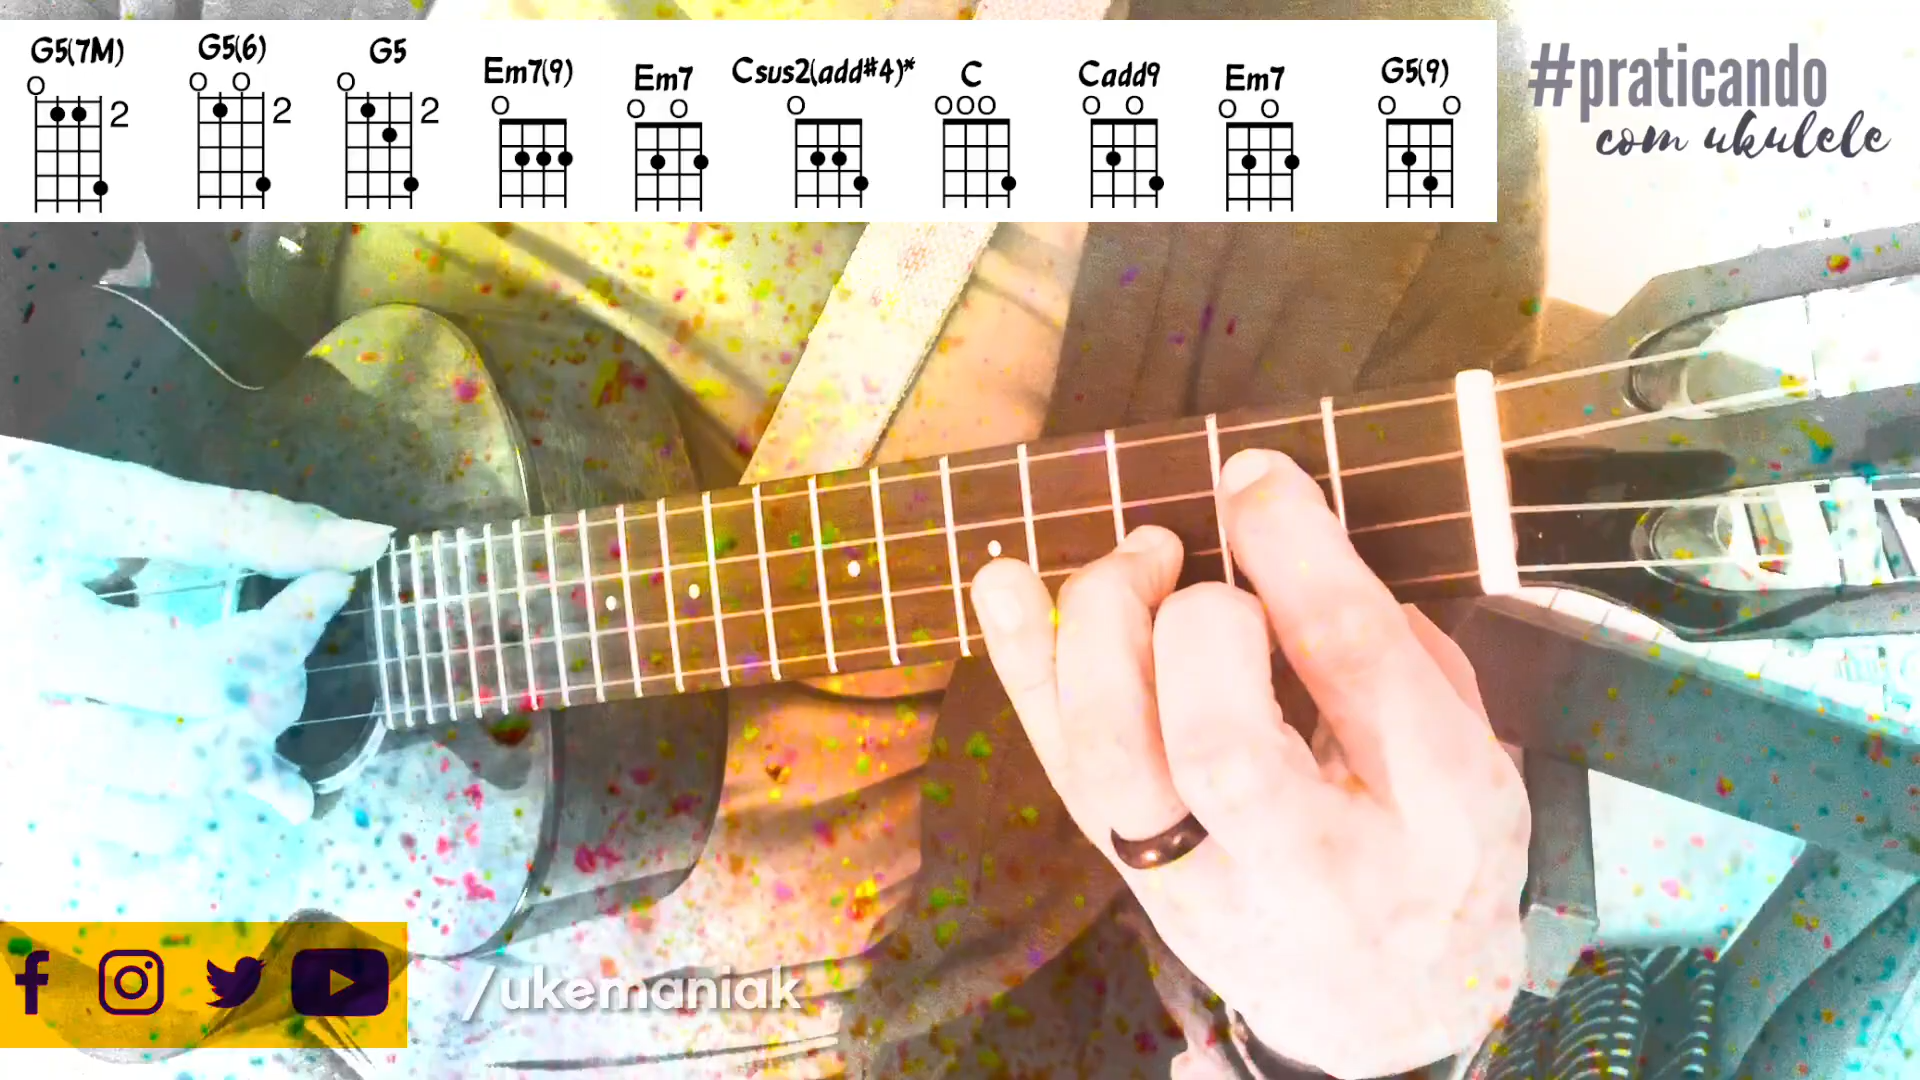 G5(7M) G5(6) G5 Em7(9) Em7 Csus2(add#4)* C Cadd9 Em7 G5(9)
O O O O O O O O O O O O O O O O O O
2 2 2
#praticando
com ukulele
/ukemaniak